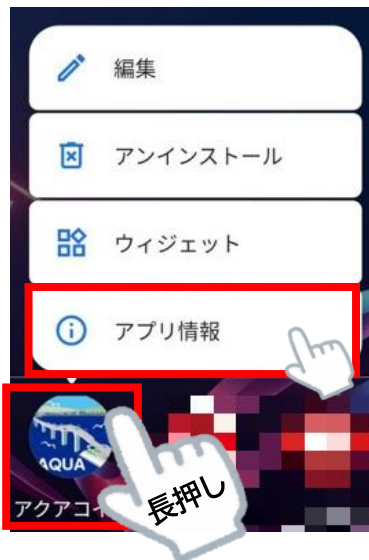 編集
アンインストール
ウィジェット
アプリ情報
AQUA
アクアコイ
長押し